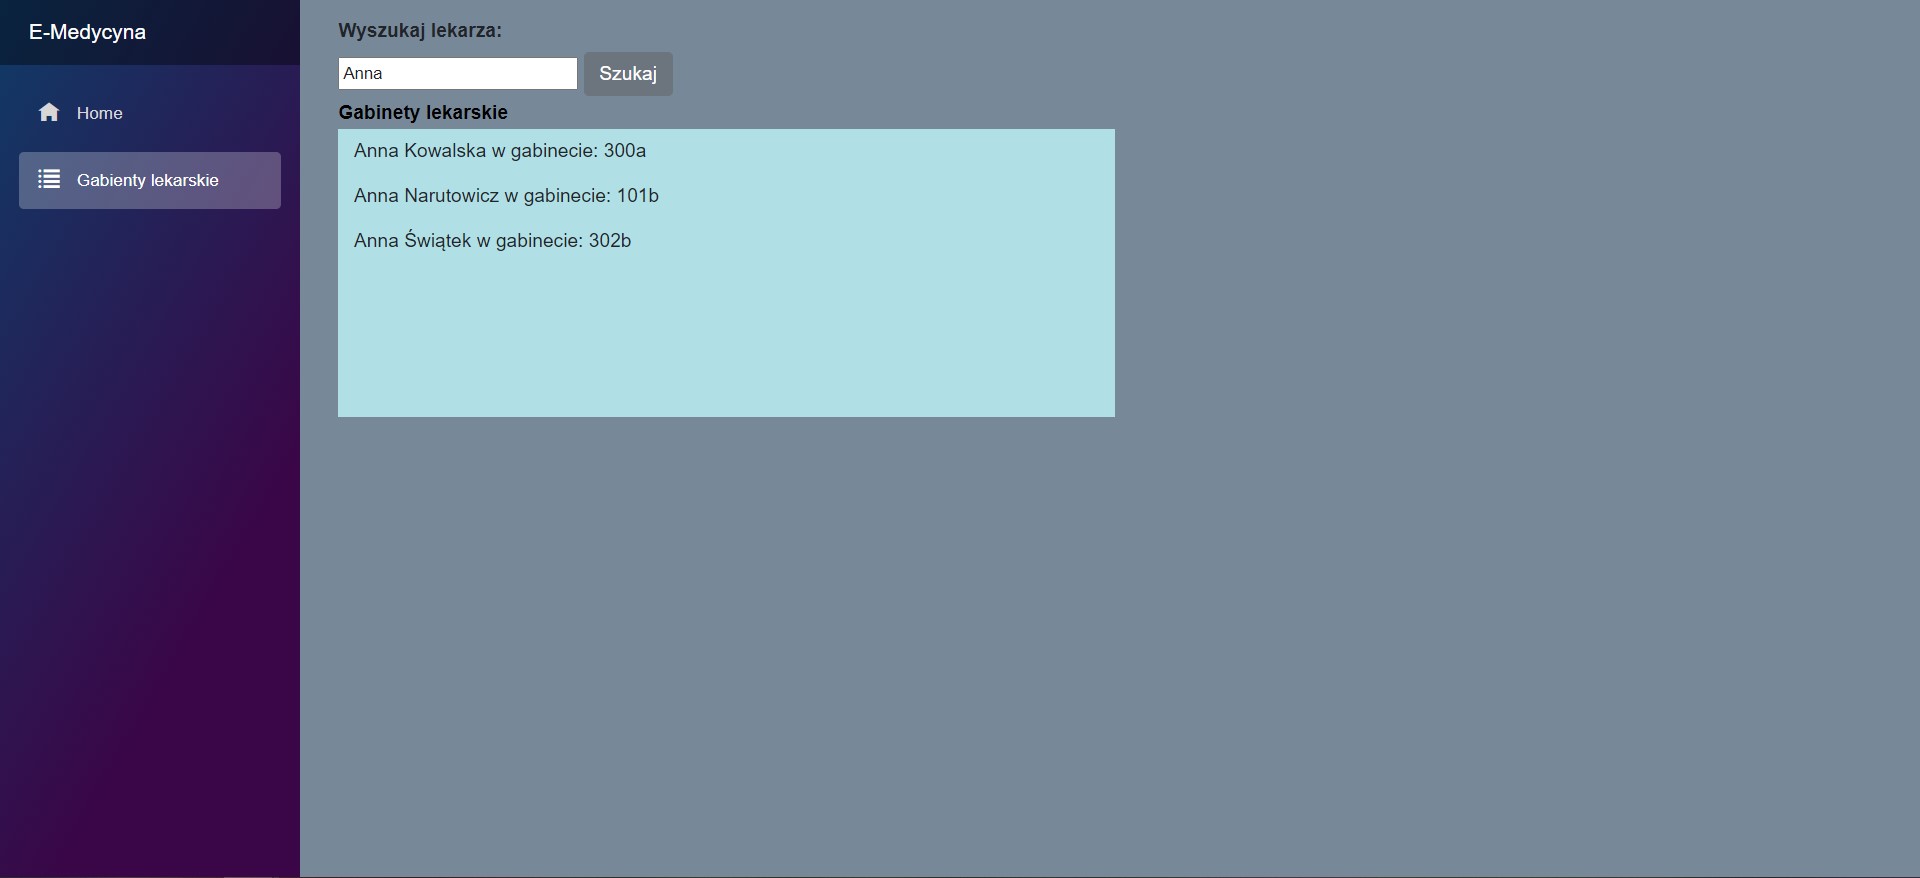 E-Medycyna
Home
Gabienty lekarskie
Wyszukaj lekarza:
Anna
Szukaj
Gabinety lekarskie
Anna Kowalska w gabinecie: 300a
Anna Narutowicz w gabinecie: 101b
Anna Świątek w gabinecie: 302b